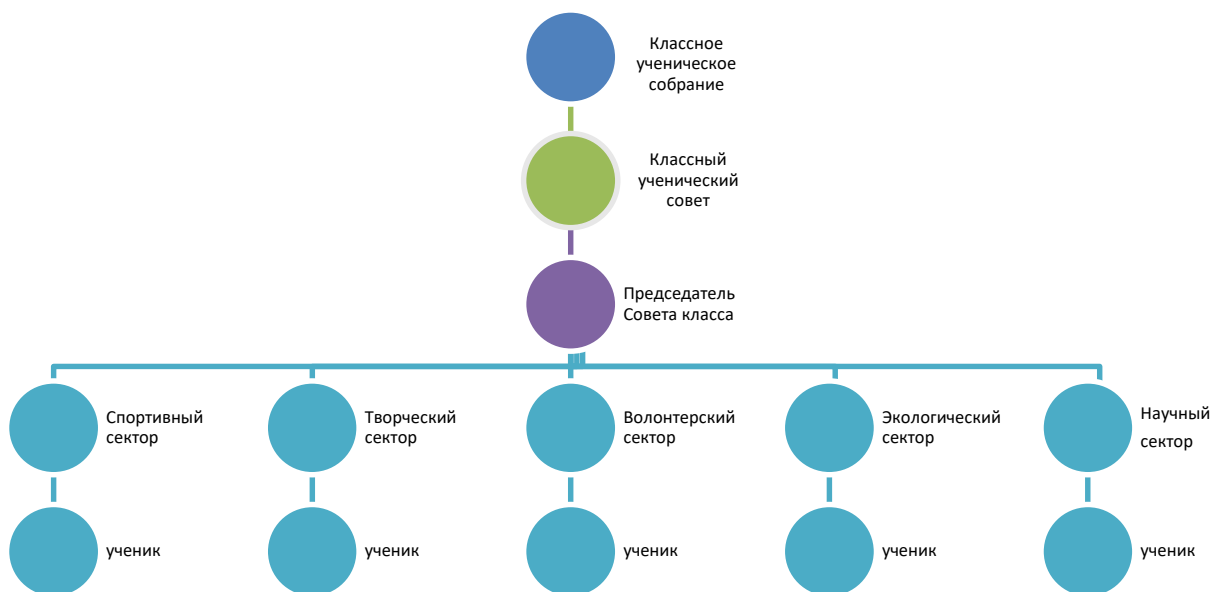 Классное
ученическое
собрание
Классный
ученический
совет
Председатель
Совета класса
Спортивный
сектор
Творческий
сектор
Волонтерский
сектор
Экологический
сектор
Научный
сектор
ученик
ученик
ученик
ученик
ученик